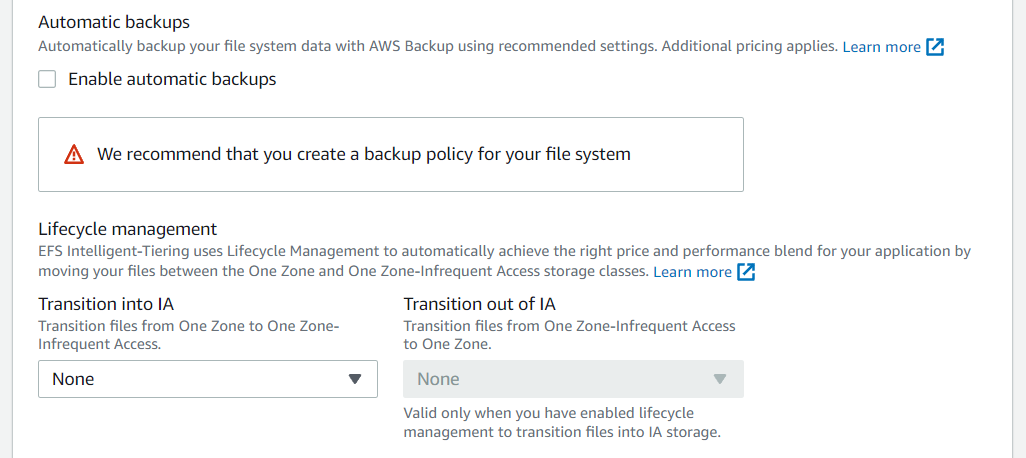 Automatic backups
Automatically backup your file system data with AWS Backup using recommended settings. Additional pricing applies. Learn more
Enable automatic backups
We recommend that you create a backup policy for your file system
Lifecycle management
EFS Intelligent-Tiering uses Lifecycle Management to automatically achieve the right price and performance blend for your application by
moving your files between the One Zone and One Zone-Infrequent Access storage classes. Learn more
Transition into IA
Transition files from One Zone to One Zone-
Infrequent Access.
None
Transition out of IA
Transition files from One Zone-Infrequent Access
to One Zone.
None
Valid only when you have enabled lifecycle
management to transition files into IA storage.